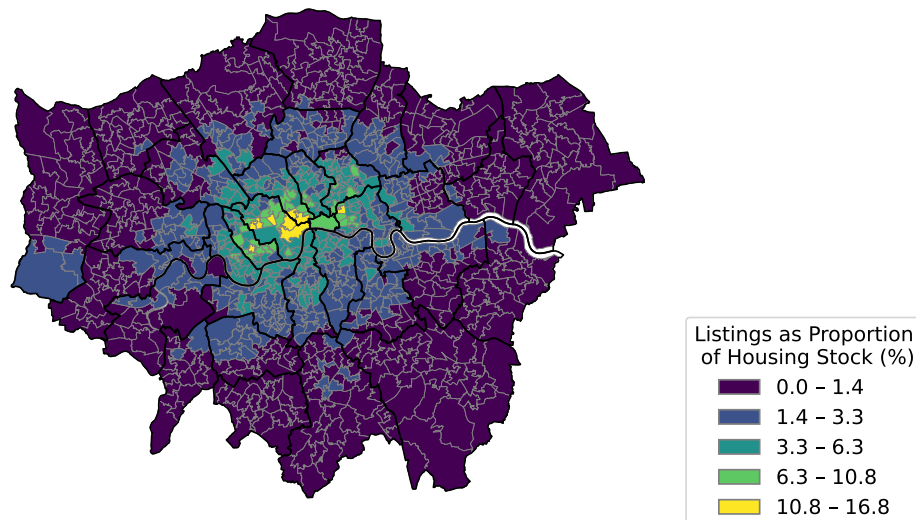 Listings as Proportion
of Housing Stock (%)
0.0 – 1.4
1.4 – 3.3
3.3 – 6.3
6.3 – 10.8
10.8 – 16.8